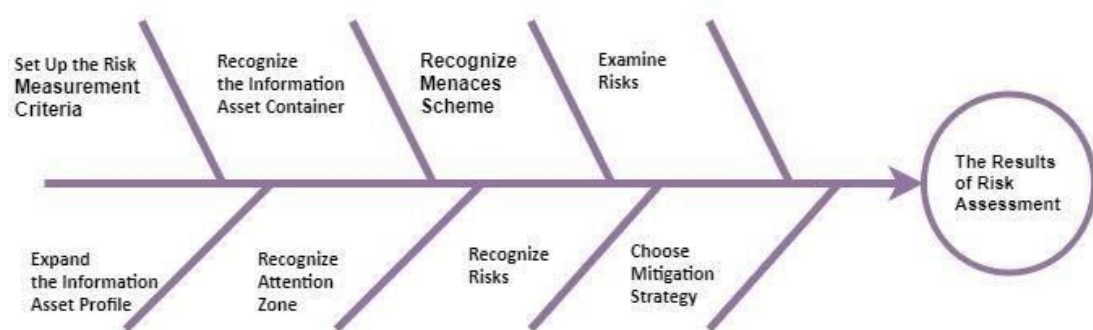 Set Up the Risk
Measurement
Criteria
Recognize
the Information
Asset Container
Recognize
Menaces
Scheme
Examine
Risks
The Results
of Risk
Assessment
Expand
the Information
Asset Profile
Recognize
Attention
Zone
Recognize
Risks
Choose
Mitigation
Strategy